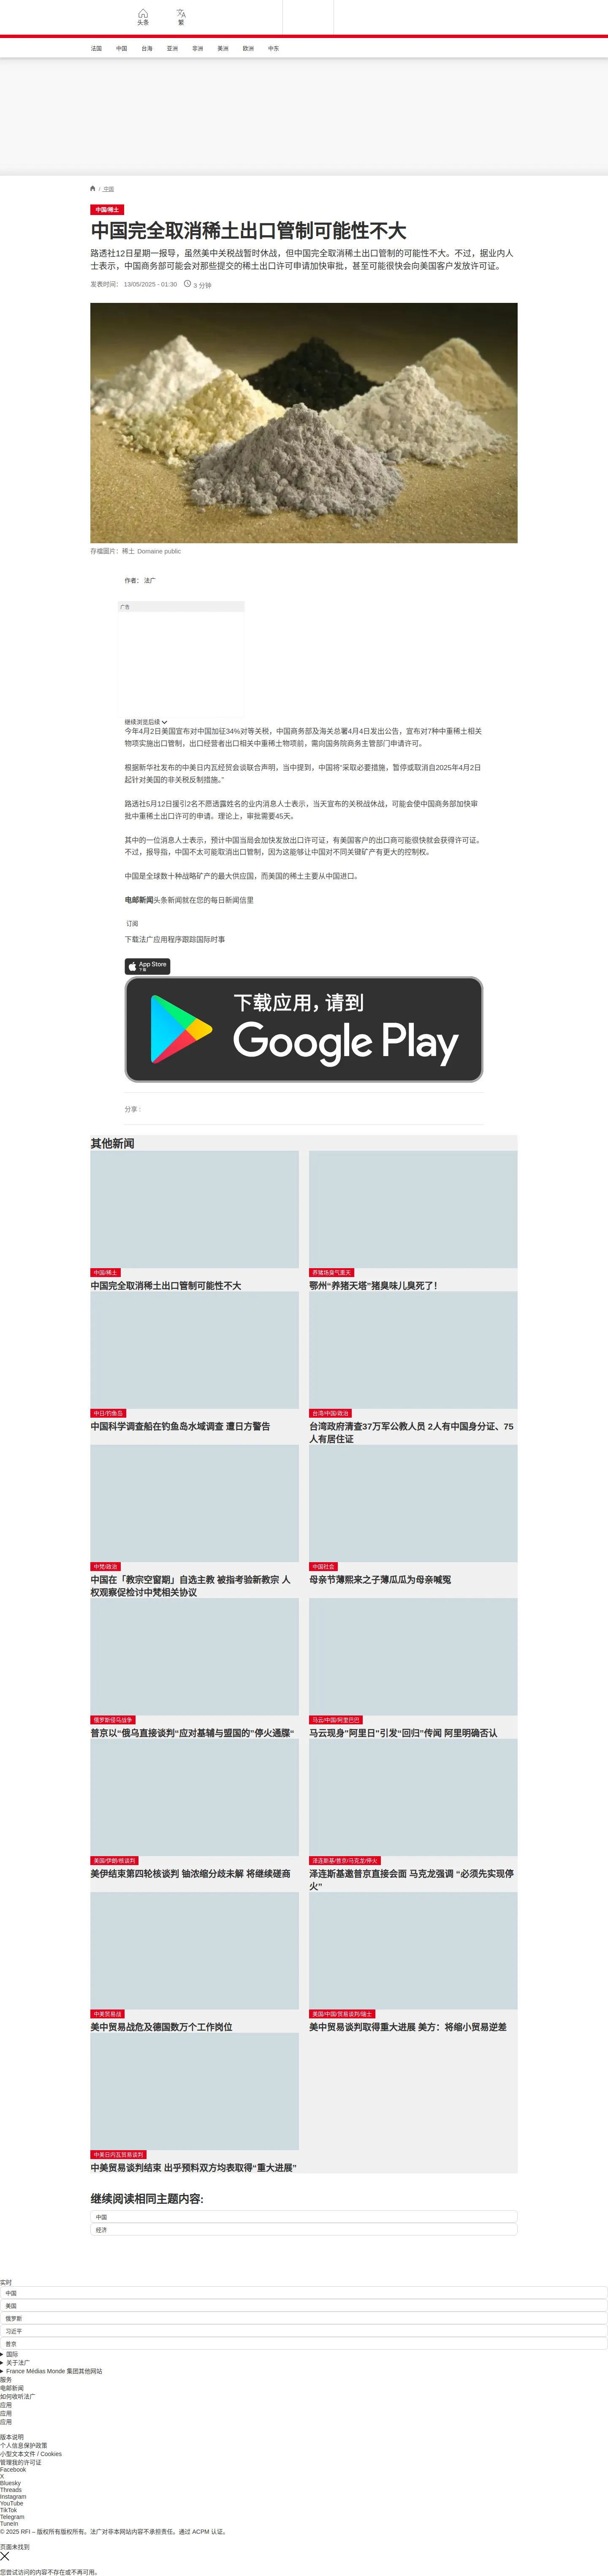 头条
繁
法国 中国 台海 亚洲 非洲 美洲 欧洲 中东
/ 中国
中国/稀土
中国完全取消稀土出口管制可能性不大
路透社12日星期一报导，虽然美中关税战暂时休战，但中国完全取消稀土出口管制的可能性不大。不过，据业内人
士表示，中国商务部可能会对那些提交的稀土出口许可申请加快审批，甚至可能很快会向美国客户发放许可证。
发表时间： 13/05/2025 - 01:30 3 分钟
存檔圖片：稀土 Domaine public
作者： 法广
广告
继续浏览后续
今年4月2日美国宣布对中国加征34%对等关税，中国商务部及海关总署4月4日发出公告，宣布对7种中重稀土相关
物项实施出口管制，出口经营者出口相关中重稀土物项前，需向国务院商务主管部门申请许可。
根据新华社发布的中美日内瓦经贸会谈联合声明，当中提到，中国将“采取必要措施，暂停或取消自2025年4月2日
起针对美国的非关税反制措施。”
路透社5月12日援引2名不愿透露姓名的业内消息人士表示，当天宣布的关税战休战，可能会使中国商务部加快审
批中重稀土出口许可的申请。理论上，审批需要45天。
其中的一位消息人士表示，预计中国当局会加快发放出口许可证，有美国客户的出口商可能很快就会获得许可证。
不过，报导指，中国不太可能取消出口管制，因为这能够让中国对不同关键矿产有更大的控制权。
中国是全球数十种战略矿产的最大供应国，而美国的稀土主要从中国进口。
电邮新闻头条新闻就在您的每日新闻信里
订阅
下载法广应用程序跟踪国际时事
App Store
下载
下载应用，请到
Google Play
分享 :
其他新闻
中国/稀土
中国完全取消稀土出口管制可能性不大
养猪场臭气熏天
鄂州“养猪天塔”猪臭味儿臭死了！
中日/钓鱼岛
中国科学调查船在钓鱼岛水域调查 遭日方警告
台湾/中国/政治
台湾政府清查37万军公教人员 2人有中国身分证、75
人有居住证
中梵/政治
中国在「教宗空窗期」自选主教 被指考验新教宗 人
权观察促检讨中梵相关协议
中国社会
母亲节薄熙来之子薄瓜瓜为母亲喊冤
俄罗斯侵乌战争
普京以“俄乌直接谈判“应对基辅与盟国的”停火通牒“
马云/中国/阿里巴巴
马云现身”阿里日“引发”回归”传闻 阿里明确否认
美国/伊朗/核谈判
美伊结束第四轮核谈判 铀浓缩分歧未解 将继续磋商
泽连斯基/普京/马克龙/停火
泽连斯基邀普京直接会面 马克龙强调 “必须先实现停
火”
中美贸易战
美中贸易战危及德国数万个工作岗位
美国/中国/贸易谈判/瑞士
美中贸易谈判取得重大进展 美方：将缩小贸易逆差
中美日内瓦贸易谈判
中美贸易谈判结束 出乎预料双方均表取得“重大进展”
继续阅读相同主题内容:
中国
经济
实时
中国
美国
俄罗斯
习近平
普京
国际
关于法广
France Médias Monde 集团其他网站
服务
电邮新闻
如何收听法广
应用
应用
应用
版本说明
个人信息保护政策
小型文本文件 / Cookies
管理我的许可证
Facebook
X
Bluesky
Threads
Instagram
YouTube
TikTok
Telegram
TuneIn
© 2025 RFI – 版权所有版权所有。法广对非本网站内容不承担责任。通过 ACPM 认证。
页面未找到
您尝试访问的内容不存在或不再可用。